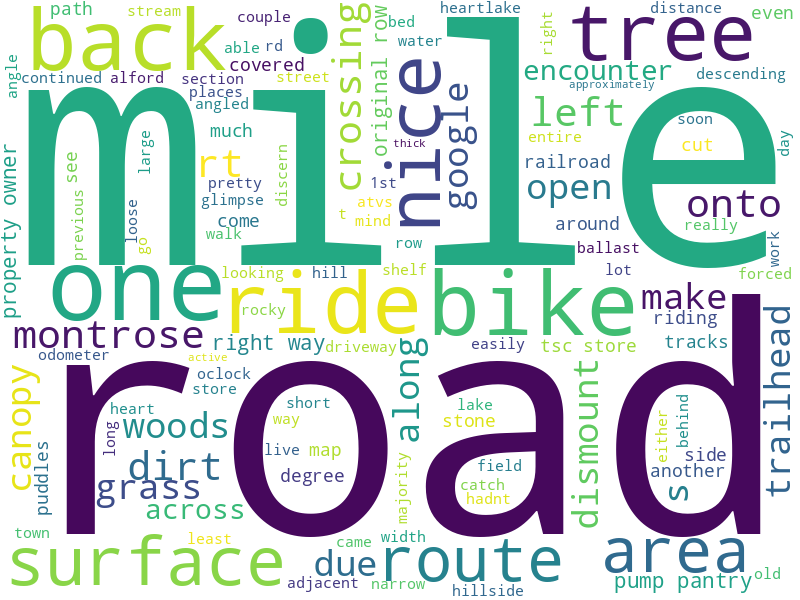 path
stream
couple
heartlake
distance
even
back
able
rd
bed
water
right
tree
covered
crossing
original row
angle
continued
alford
section
street
encounter
descending
places
angled
approximately
mile
nice
google
left
soon
day
much
entire
cut
rt
thick
railroad
property owner
see
large
pretty
discern
1st
open
previous
loose
glimpse
atvs
onto
go
come
t
mind
around
really
walk
row
ballast
work
one
looking
hill
shelf
lot
forced
ride
bike
make
rocky
montrose
right way
driveway
easily
tsc store
riding
tracks
trailhead
odometer
active
oclock
store
along
dismount
road
canopy
heart
short
lake
long
woods
way
stone
either
behind
puddles
live
map
side
dirt
degree
majority
field
s
another
grass
catch
hadnt
across
town
least
came
width
surface
due
route
area
adjacent
narrow
hillside
pump pantry
old